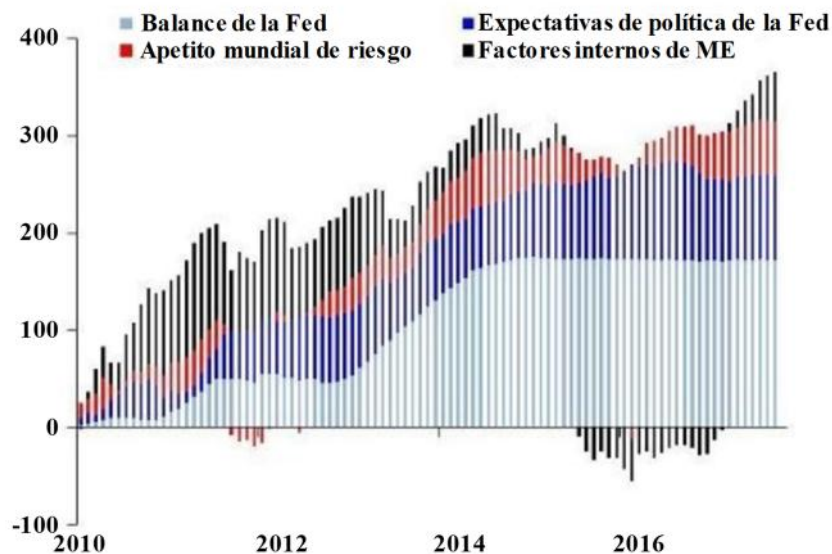 Balance de la Fed
Expectativas de política de la Fed
Apetito mundial de riesgo
Factores internos de ME
400
300
200
100
0
-100
2010
2012
2014
2016